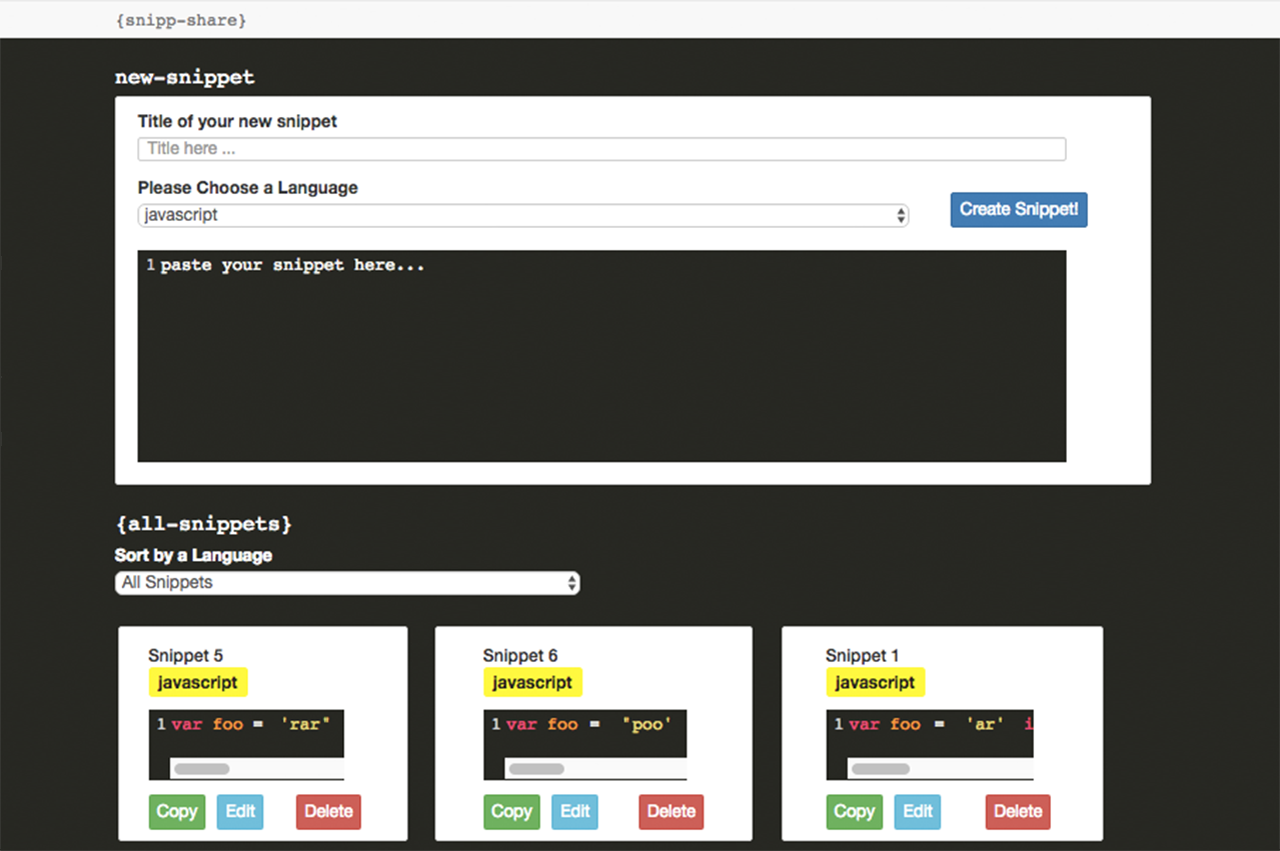 {snipp-share}
new-snippet
Title of your new snippet
Title here ...
Please Choose a Language
javascript
Create Snippet!
1 paste your snippet here...
{all-snippets}
Sort by a Language
All Snippets
Snippet 5
javascript
1 var foo = 'rar"
Copy Edit Delete
Snippet 6
javascript
1 var foo = "poo'
Copy Edit Delete
Snippet 1
javascript
1 var foo = 'ar' i
Copy Edit Delete